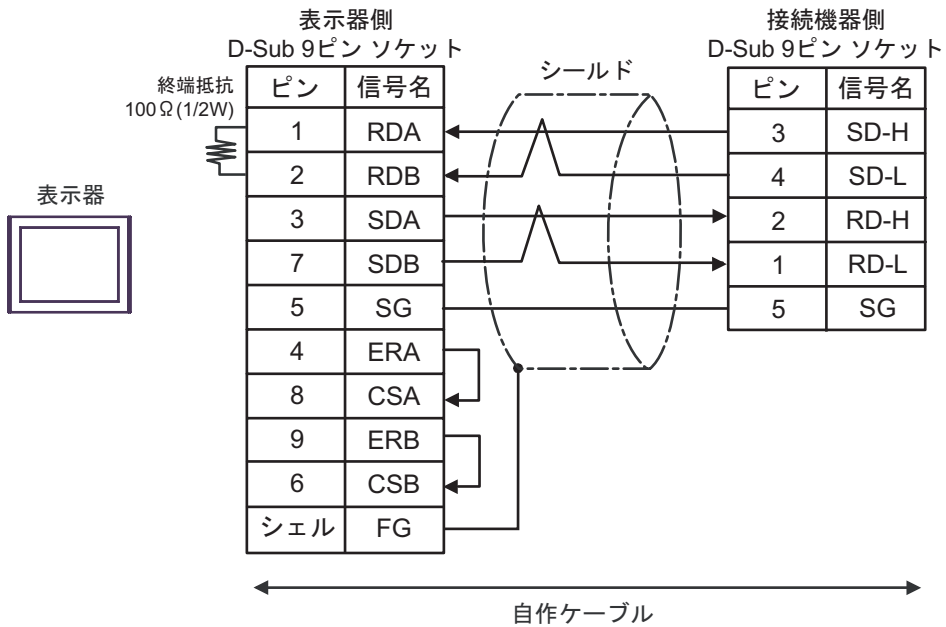 表示器側
D-Sub 9ピン ソケット
接続機器側
D-Sub 9ピン ソケット
シールド
終端抵抗
100Ω(1/2W)
表示器
ピン 信号名
1 RDA
2 RDB
3 SDA
7 SDB
5 SG
4 ERA
8 CSA
9 ERB
6 CSB
シェル FG
ピン 信号名
3 SD-H
4 SD-L
2 RD-H
1 RD-L
5 SG
自作ケーブル